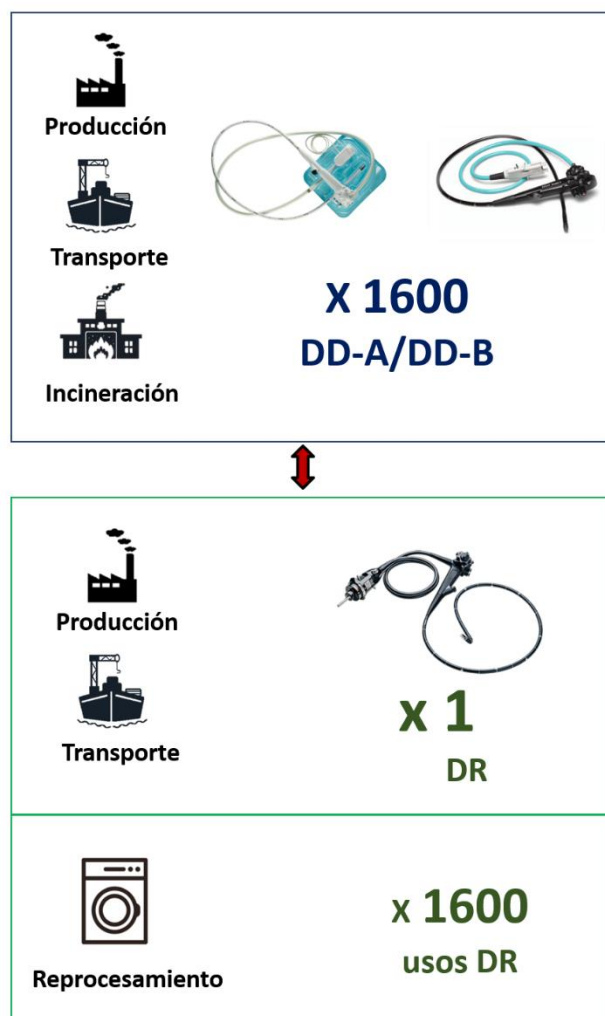 Producción
Transporte
Incineración
X 1600
DD-A/DD-B
Producción
Transporte
x 1
DR
Reprocesamiento
x 1600
usos DR